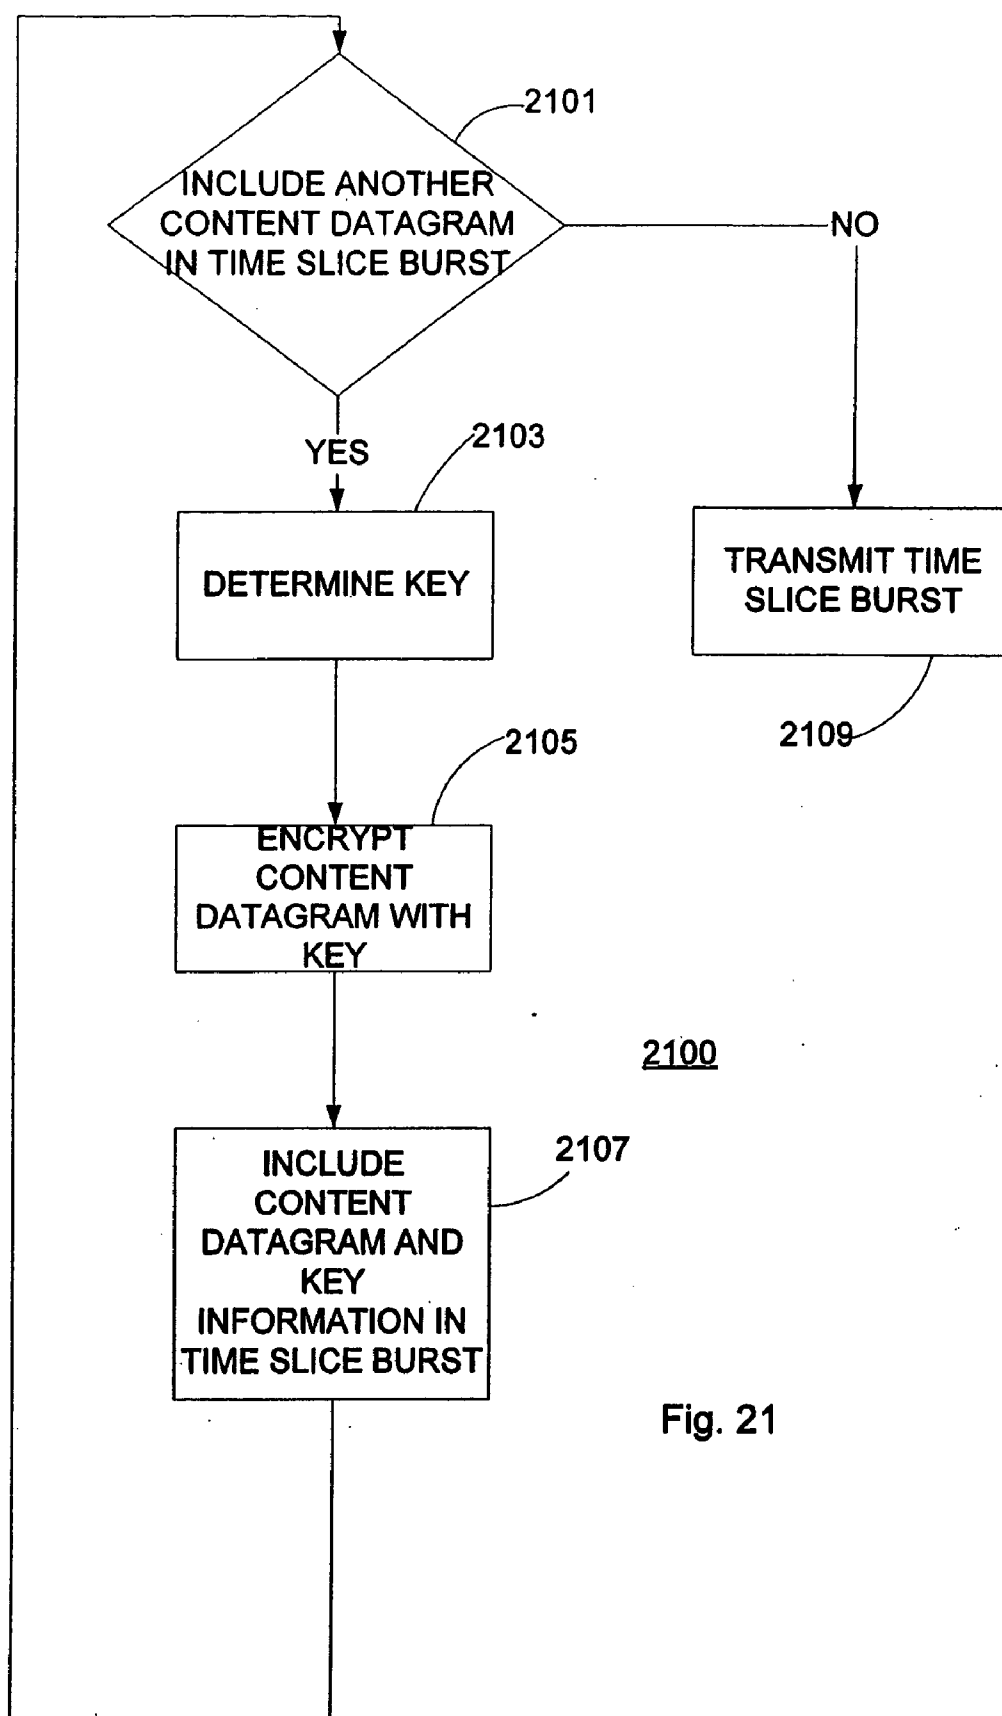 2101
INCLUDE ANOTHER
CONTENT DATAGRAM
IN TIME SLICE BURST
NO
YES
2103
DETERMINE KEY
TRANSMIT TIME
SLICE BURST
2109
2105
ENCRYPT
CONTENT
DATAGRAM WITH
KEY
2100
2107
INCLUDE
CONTENT
DATAGRAM AND
KEY
INFORMATION IN
TIME SLICE BURST
Fig. 21